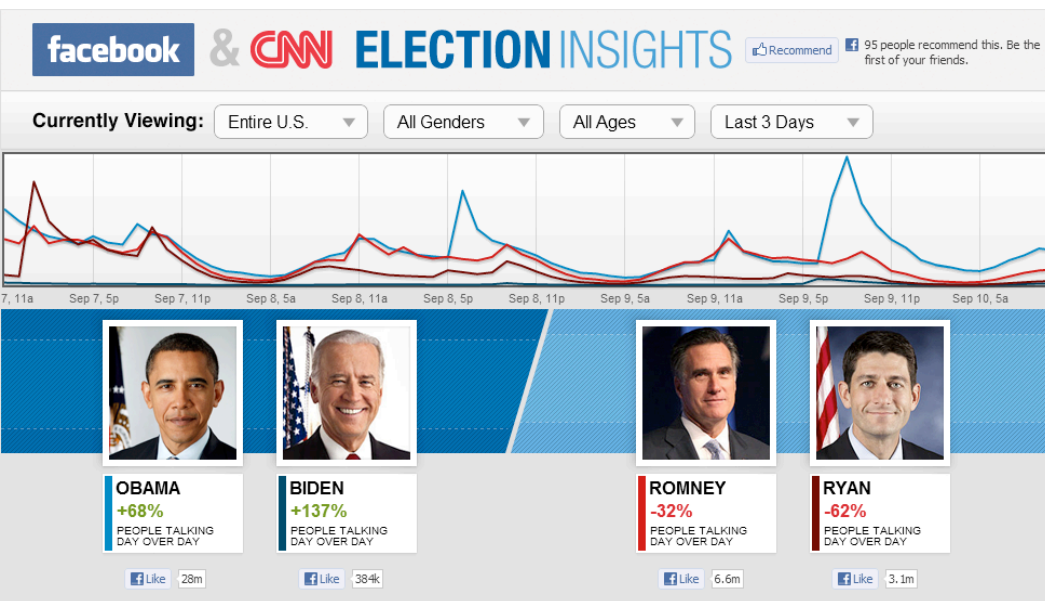 facebook & CNN ELECTION INSIGHTS
Recommend
95 people recommend this. Be the
first of your friends.
Currently Viewing: Entire U.S. All Genders All Ages Last 3 Days
7, 11a Sep 7, 5p Sep 7, 11p Sep 8, 5a Sep 8, 11a Sep 8, 5p Sep 8, 11p Sep 9, 5a Sep 9, 11a Sep 9, 5p Sep 9, 11p Sep 10, 5a
OBAMA
+68%
PEOPLE TALKING
DAY OVER DAY
Like 28m
BIDEN
+137%
PEOPLE TALKING
DAY OVER DAY
Like 384k
ROMNEY
-32%
PEOPLE TALKING
DAY OVER DAY
Like 6.6m
RYAN
-62%
PEOPLE TALKING
DAY OVER DAY
Like 3.1m